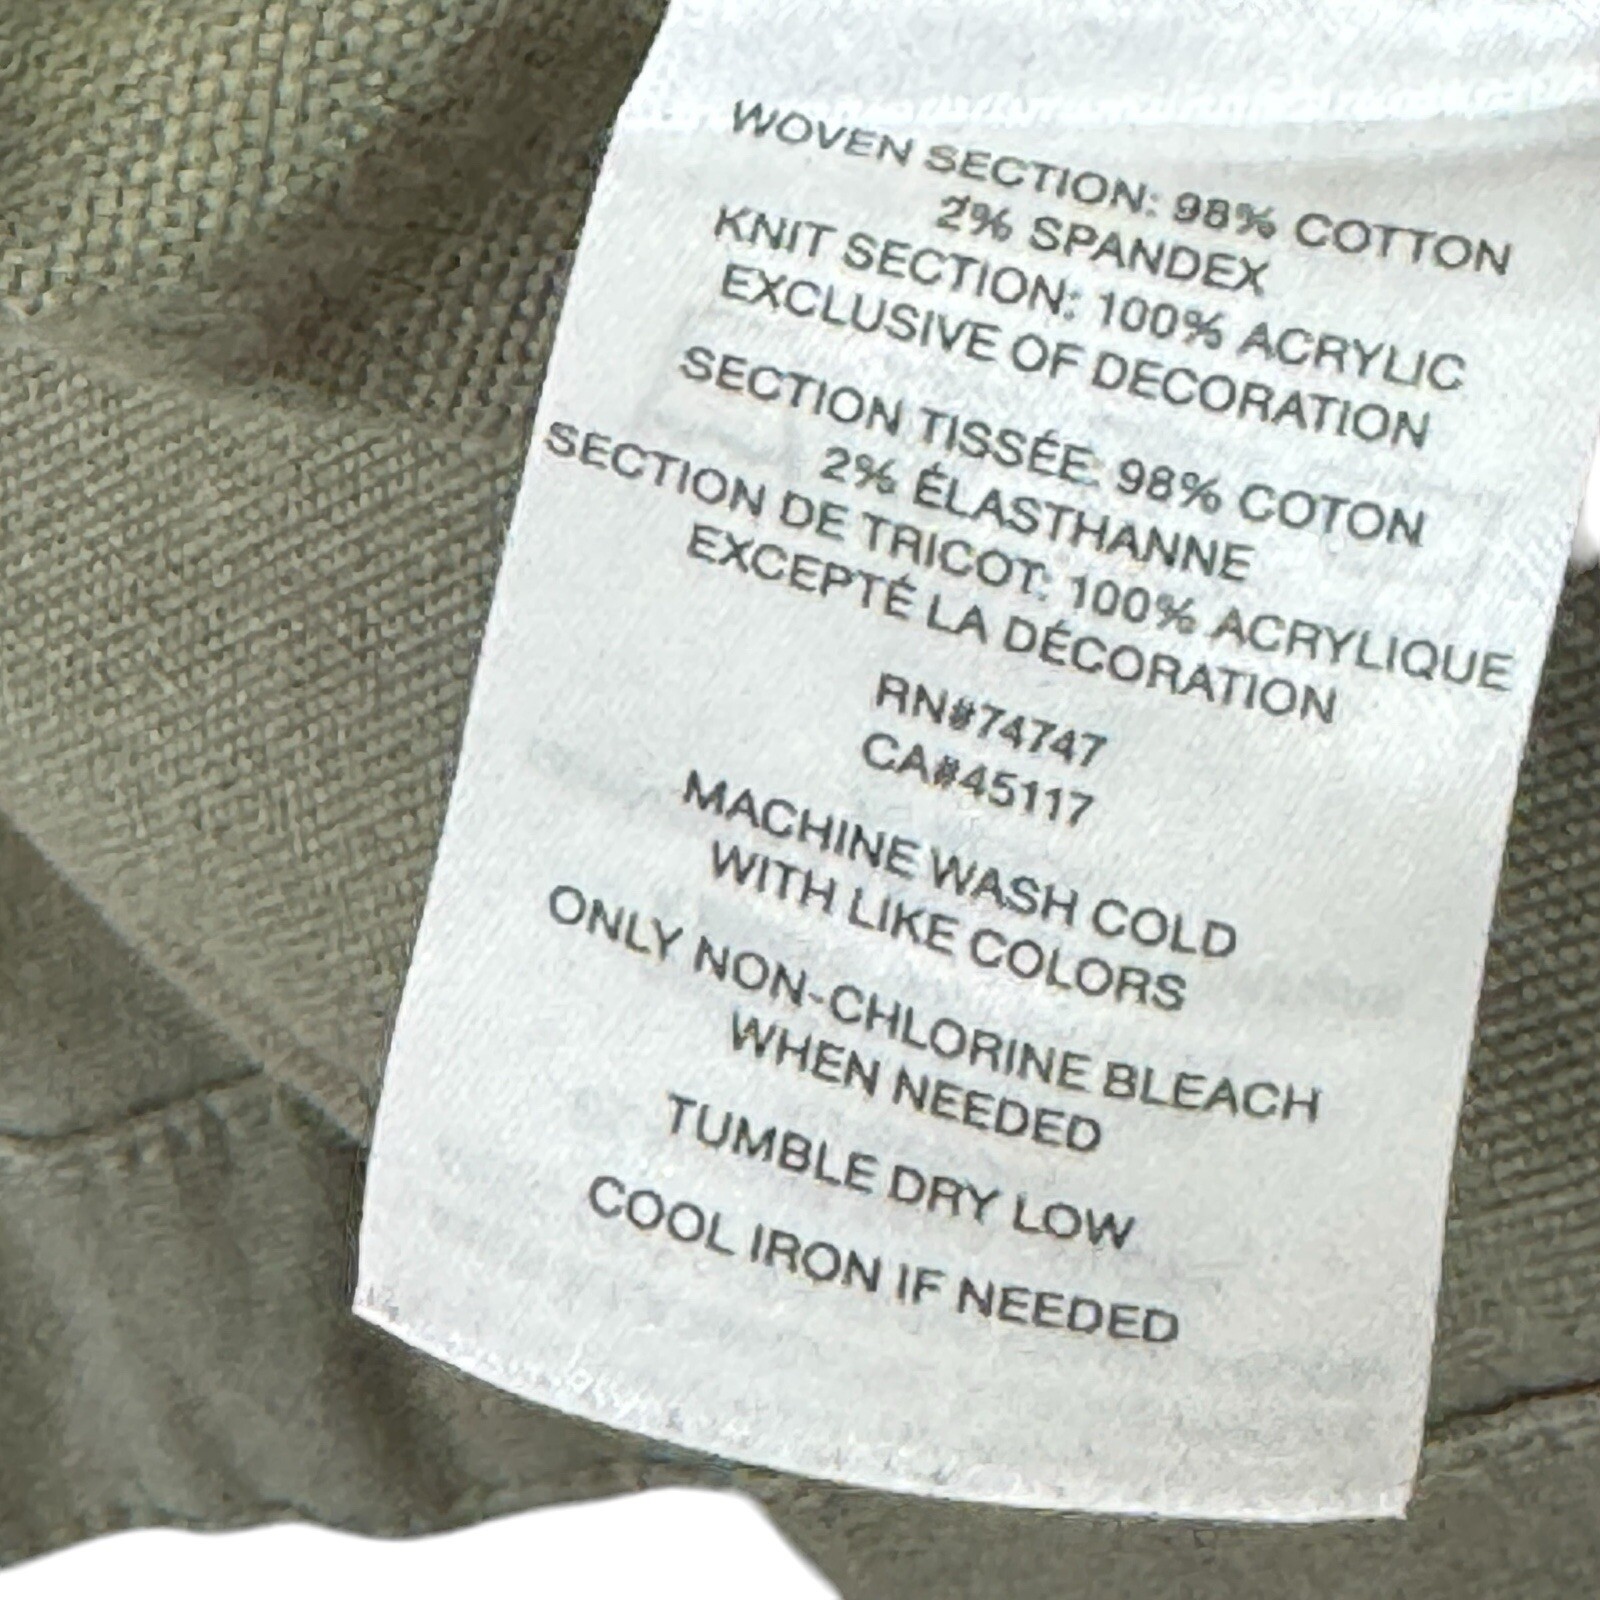 WOVEN SECTION: 98% COTTON
2% SPANDEX
KNIT SECTION: 100% ACRYLIC
EXCLUSIVE OF DECORATION
SECTION TISSÉE: 98% COTON
2% ÉLASTHANNE
SECTION DE TRICOT: 100% ACRYLIQUE
EXCEPTÉ LA DÉCORATION
RN#74747
CA#45117
MACHINE WASH COLD
WITH LIKE COLORS
ONLY NON-CHLORINE BLEACH
WHEN NEEDED
TUMBLE DRY LOW
COOL IRON IF NEEDED